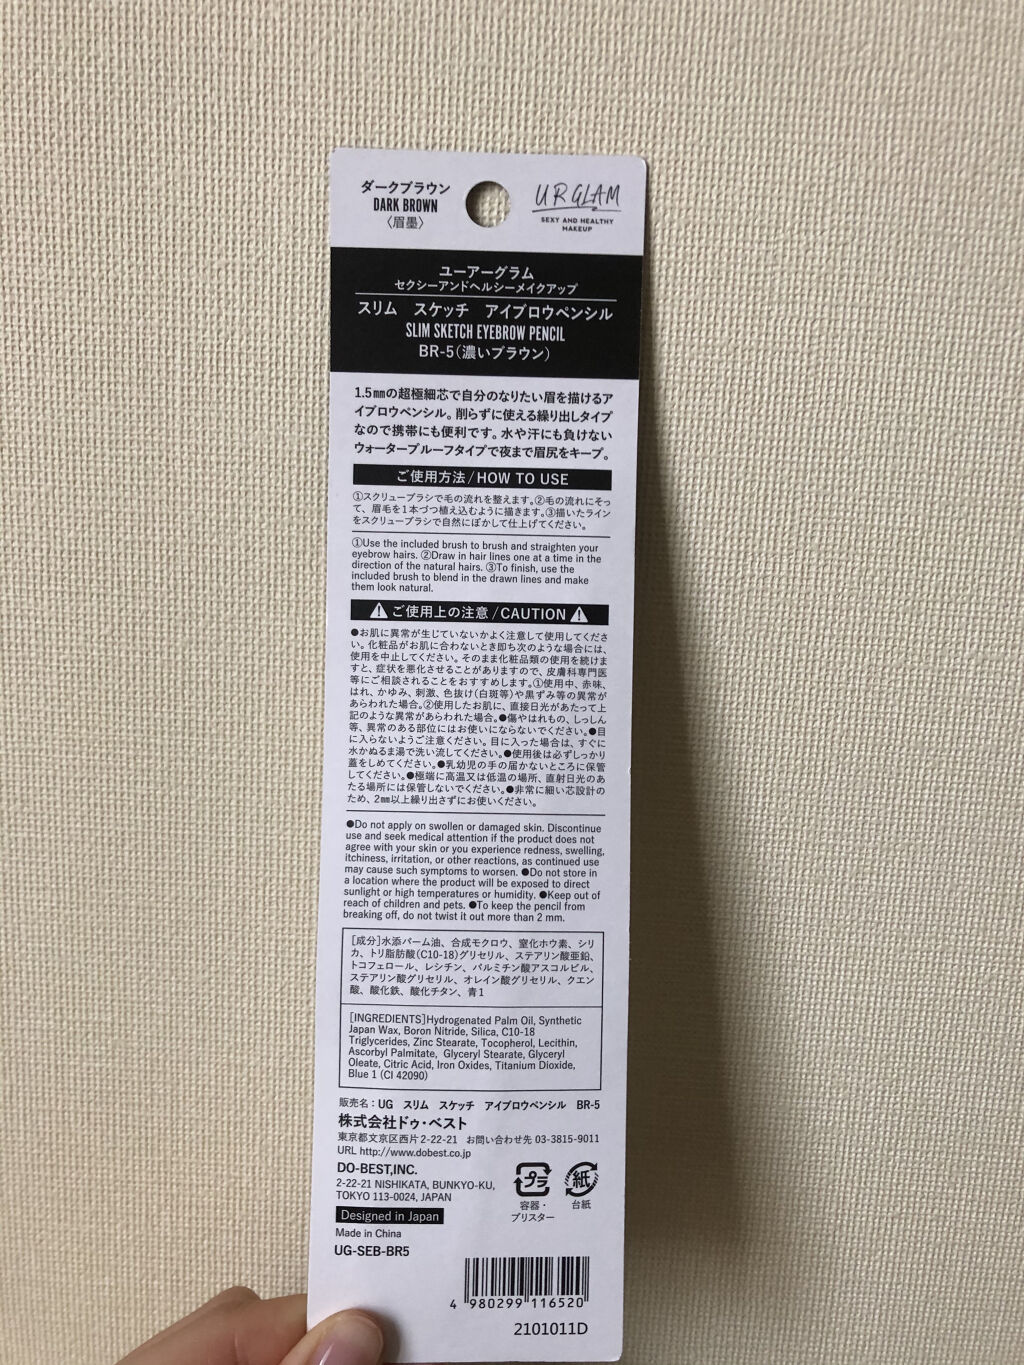 ダークブラウン
DARK BROWN
〈眉墨〉
URGLAM
SEXY AND HEALTHY
MAKEUP
ユーアーグラム
セクシーアンドヘルシーメイクアップ
スリム　スケッチ　アイブロウペンシル
SLIM SKETCH EYEBROW PENCIL
BR-5(濃いブラウン)
1.5㎜の超極細芯で自分のなりたい眉を描けるア
イブロウペンシル。削らずに使える繰り出しタイプ
なので携帯にも便利です。水や汗にも負けない
ウォータープルーフタイプで夜まで眉尻をキープ。
ご使用方法/HOW TO USE
①スクリューブラシで毛の流れを整えます。②毛の流れにそっ
て、眉毛を1本づつ植え込むように描きます。③描いたライン
をスクリューブラシで自然にぼかして仕上げてください。
①Use the included brush to brush and straighten your
eyebrow hairs. ②Draw in hair lines one at a time in the
direction of the natural hairs. ③To finish, use the
included brush to blend in the drawn lines and make
them look natural.
⚠ご使用上の注意/CAUTION⚠
●お肌に異常が生じていないかよく注意して使用してくださ
い。化粧品がお肌に合わないとき即ち次のような場合には、
使用を中止してください。そのまま化粧品類の使用を続けま
すと、症状を悪化させることがありますので、皮膚科専門医
等にご相談されることをおすすめします。①使用中、赤味、
はれ、かゆみ、刺激、色抜け(白斑等)や黒ずみ等の異常が
あらわれた場合。②使用したお肌に、直接日光があたって上
記のような異常があらわれた場合。●傷やはれもの、しっしん
等、異常のある部位にはお使いにならないでください。●目
に入らないようご注意ください。目に入った場合は、すぐに
水かぬるま湯で洗い流してください。●使用後は必ずしっかり
蓋をしめてください。●乳幼児の手の届かないところに保管
してください。●極端に高温又は低温の場所、直射日光のあ
たる場所には保管しないでください。●非常に細い芯設計の
ため、2㎜以上繰り出さずにお使いください。
●Do not apply on swollen or damaged skin. Discontinue
use and seek medical attention if the product does not
agree with your skin or you experience redness, swelling,
itchiness, irritation, or other reactions, as continued use
may cause such symptoms to worsen. ●Do not store in
a location where the product will be exposed to direct
sunlight or high temperatures or humidity. ●Keep out of
reach of children and pets. ●To keep the pencil from
breaking off, do not twist it out more than 2 mm.
[成分]水添パーム油、合成モクロウ、窒化ホウ素、シリ
カ、トリ脂肪酸(C10-18)グリセリル、ステアリン酸亜鉛、
トコフェロール、レシチン、パルミチン酸アスコルビル、
ステアリン酸グリセリル、オレイン酸グリセリル、クエン
酸、酸化鉄、酸化チタン、青1
[INGREDIENTS]Hydrogenated Palm Oil, Synthetic
Japan Wax, Boron Nitride, Silica, C10-18
Triglycerides, Zinc Stearate, Tocopherol, Lecithin,
Ascorbyl Palmitate, Glyceryl Stearate, Glyceryl
Oleate, Citric Acid, Iron Oxides, Titanium Dioxide,
Blue 1 (CI 42090)
販売名：UG　スリム　スケッチ　アイブロウペンシル　BR-5
株式会社ドゥ・ベスト
東京都文京区西片2-22-21　お問い合わせ先 03-3815-9011
URL http://www.dobest.co.jp
DO-BEST,INC.
2-22-21 NISHIKATA, BUNKYO-KU,
TOKYO 113-0024, JAPAN
プラ
容器・
ブリスター
紙
台紙
Designed in Japan
Made in China
UG-SEB-BR5
4 980299 116520
2101011D